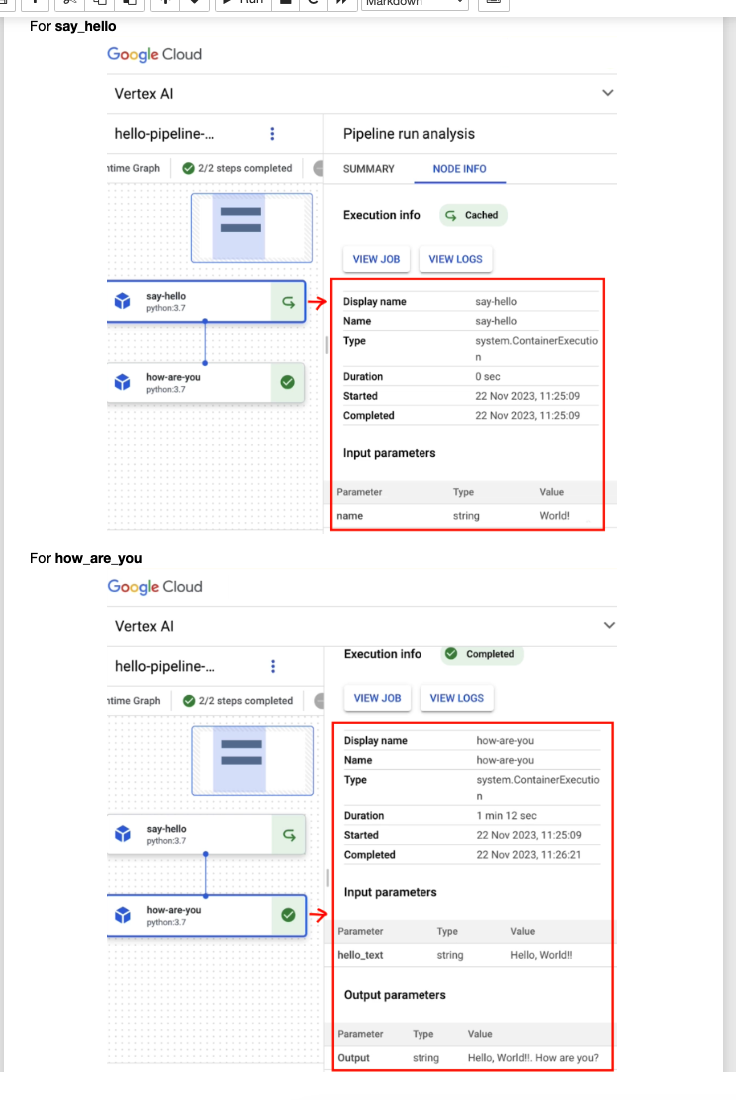 Run
Markdown
For say_hello
Google Cloud
Vertex AI
hello-pipeline-...
Pipeline run analysis
ntime Graph
2/2 steps completed
SUMMARY
NODE INFO
Execution info
Cached
VIEW JOB
VIEW LOGS
say-hello
python:3.7
how-are-you
python:3.7
Display name say-hello
Name say-hello
Type system.ContainerExecutio
n
Duration 0 sec
Started 22 Nov 2023, 11:25:09
Completed 22 Nov 2023, 11:25:09
Input parameters
Parameter Type Value
name string World!
For how_are_you
Google Cloud
Vertex AI
hello-pipeline-...
Execution info
Completed
ntime Graph
2/2 steps completed
VIEW JOB
VIEW LOGS
say-hello
python:3.7
how-are-you
python:3.7
Display name how-are-you
Name how-are-you
Type system.ContainerExecutio
n
Duration 1 min 12 sec
Started 22 Nov 2023, 11:25:09
Completed 22 Nov 2023, 11:26:21
Input parameters
Parameter Type Value
hello_text string Hello, World!!
Output parameters
Parameter Type Value
Output string Hello, World!!. How are you?